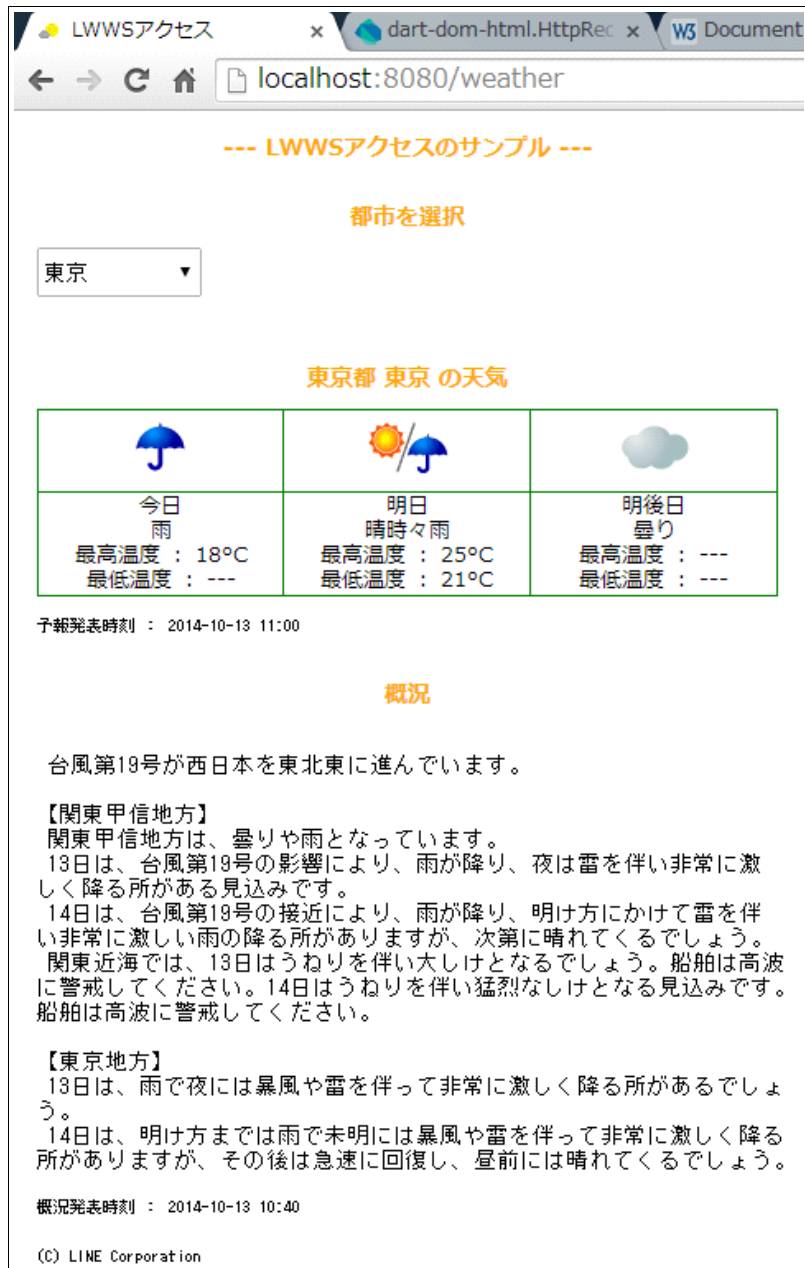 LWWSアクセス
dart-dom-html.HttpRec
W3 Document
localhost:8080/weather
--- LWWSアクセスのサンプル ---
都市を選択
東京
東京都 東京 の天気
今日
雨
最高温度 : 18°C
最低温度 : ---
明日
晴時々雨
最高温度 : 25°C
最低温度 : 21°C
明後日
曇り
最高温度 : ---
最低温度 : ---
予報発表時刻 : 2014-10-13 11:00
概況
台風第19号が西日本を東北東に進んでいます。
【関東甲信地方】
関東甲信地方は、曇りや雨となっています。
13日は、台風第19号の影響により、雨が降り、夜は雷を伴い非常に激
しく降る所がある見込みです。
14日は、台風第19号の接近により、雨が降り、明け方にかけて雷を伴
い非常に激しい雨の降る所がありますが、次第に晴れてくるでしょう。
関東近海では、13日はうねりを伴い大しけとなるでしょう。船舶は高波
に警戒してください。14日はうねりを伴い猛烈なしけとなる見込みです。
船舶は高波に警戒してください。
【東京地方】
13日は、雨で夜には暴風や雷を伴って非常に激しく降る所があるでしょ
う。
14日は、明け方までは雨で未明には暴風や雷を伴って非常に激しく降る
所がありますが、その後は急速に回復し、昼前には晴れてくるでしょう。
概況発表時刻 : 2014-10-13 10:40
(C) LINE Corporation